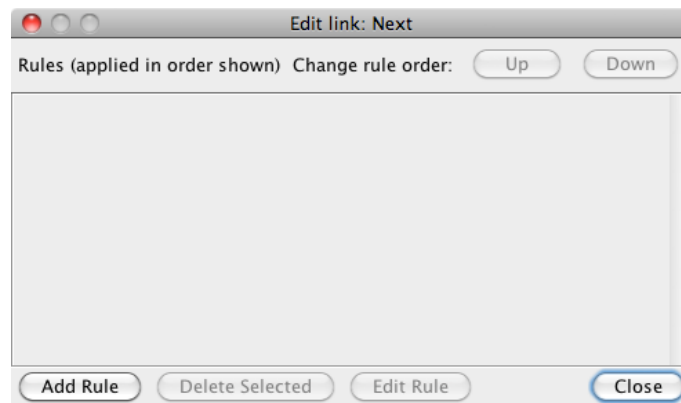 Edit link: Next
Rules (applied in order shown) Change rule order: Up Down
Add Rule Delete Selected Edit Rule Close